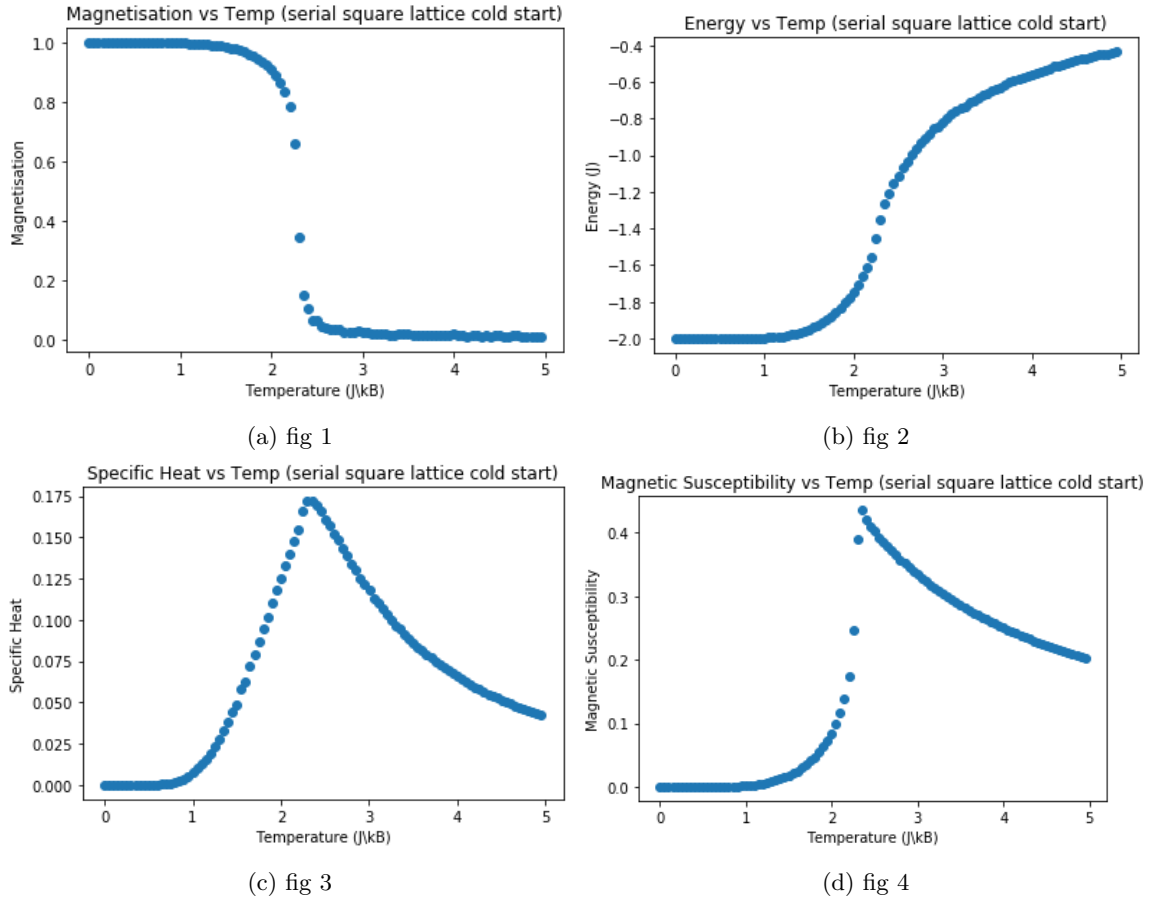 Magnetisation vs Temp (serial square lattice cold start)
1.0
0.8
0.6
0.4
0.2
0.0
Magnetisation
0 1 2 3 4 5
Temperature (J\kB)
(a) fig 1
Energy vs Temp (serial square lattice cold start)
−0.4
−0.6
−0.8
−1.0
−1.2
−1.4
−1.6
−1.8
−2.0
Energy (J)
0 1 2 3 4 5
Temperature (J\kB)
(b) fig 2
Specific Heat vs Temp (serial square lattice cold start)
0.175
0.150
0.125
0.100
0.075
0.050
0.025
0.000
Specific Heat
0 1 2 3 4 5
Temperature (J\kB)
(c) fig 3
Magnetic Susceptibility vs Temp (serial square lattice cold start)
0.4
0.3
0.2
0.1
0.0
Magnetic Susceptibility
0 1 2 3 4 5
Temperature (J\kB)
(d) fig 4